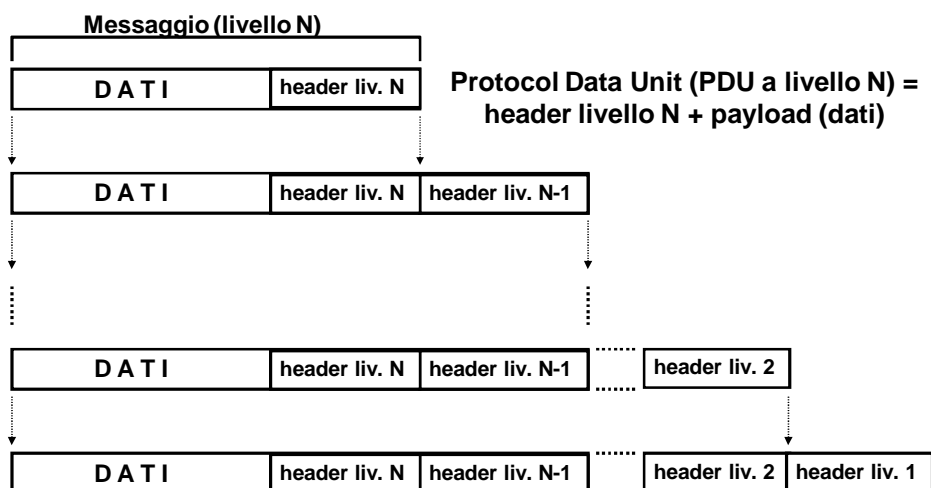 Messaggio (livello N)
D A T I header liv. N
Protocol Data Unit (PDU a livello N) =
header livello N + payload (dati)
D A T I header liv. N header liv. N-1
D A T I header liv. N header liv. N-1 header liv. 2
D A T I header liv. N header liv. N-1 header liv. 2 header liv. 1